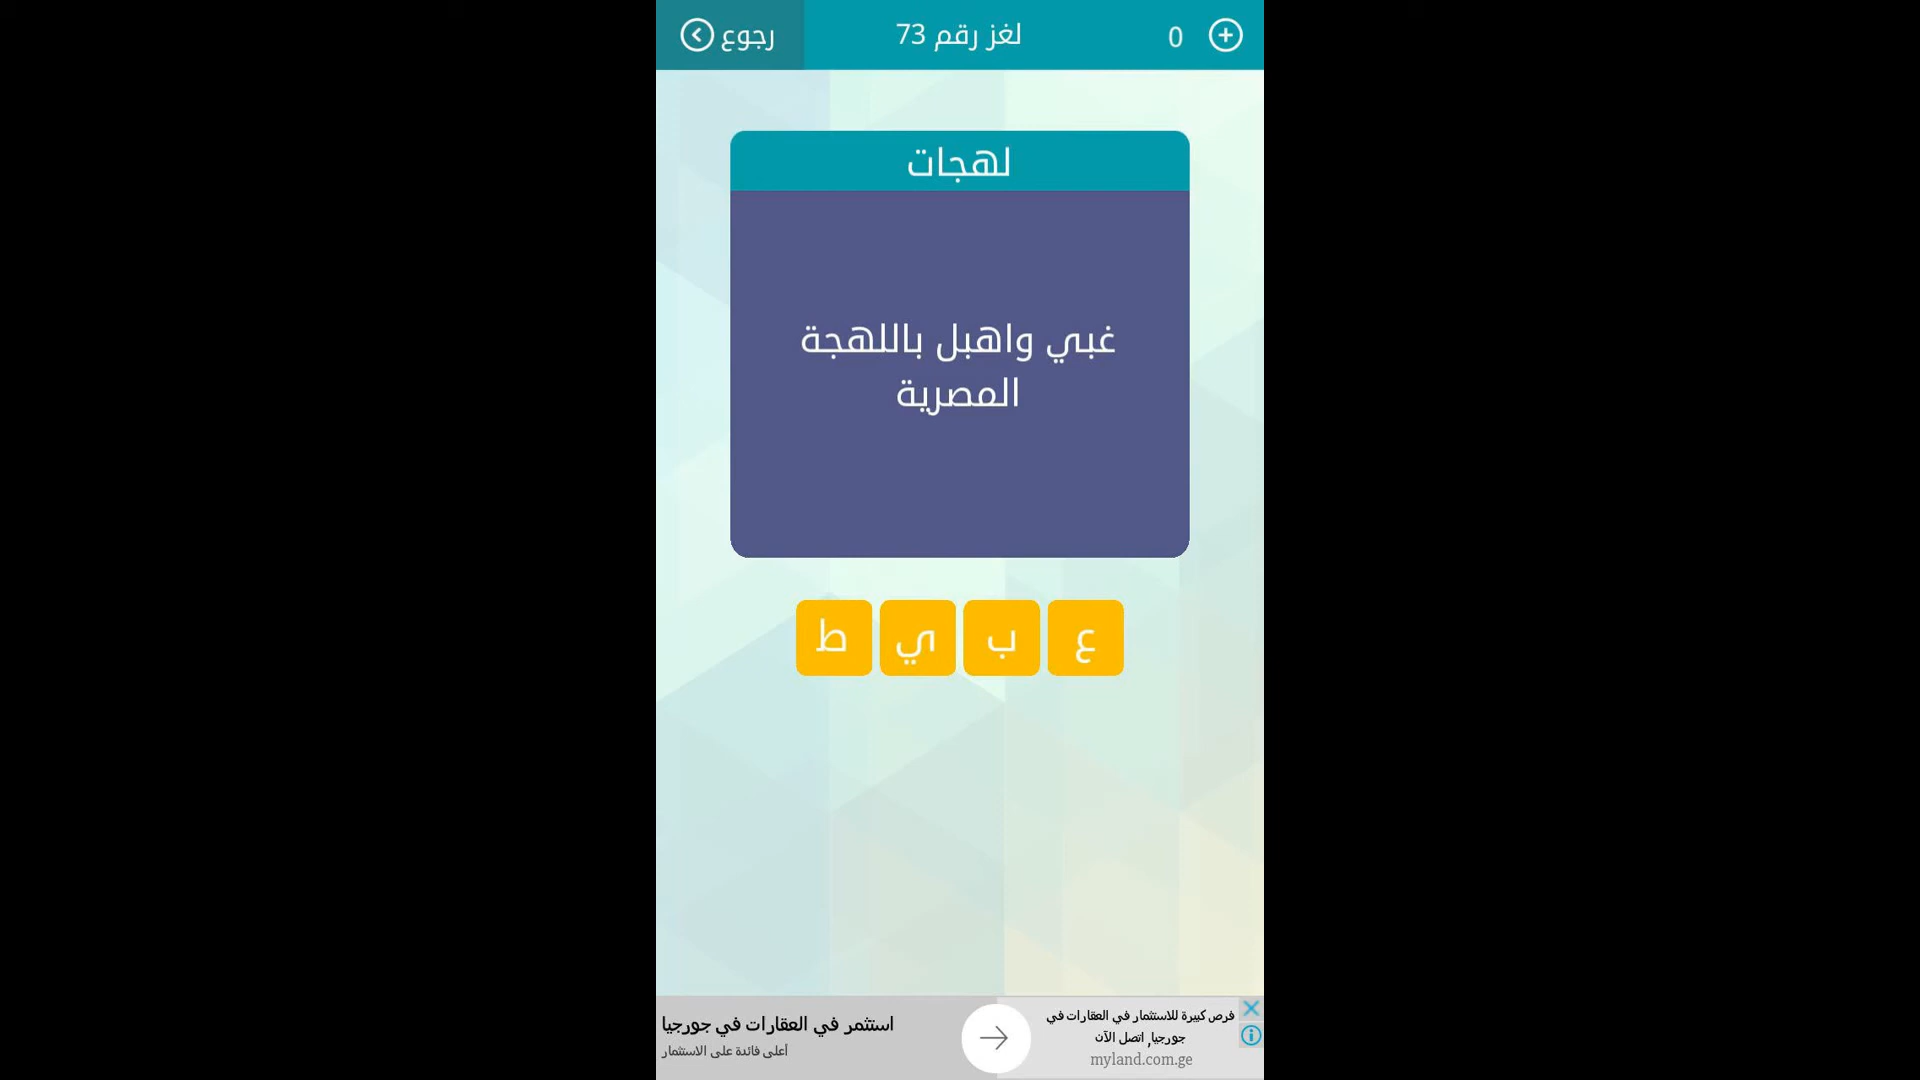 رجوع
لغز رقم 73
0
لهجات
غبي واهبل باللهجة
المصرية
ع ب ي ط
فرص كبيرة للاستثمار في العقارات في
جورجيا, اتصل الآن
myland.com.ge
استثمر في العقارات في جورجيا
أعلى فائدة على الاستثمار